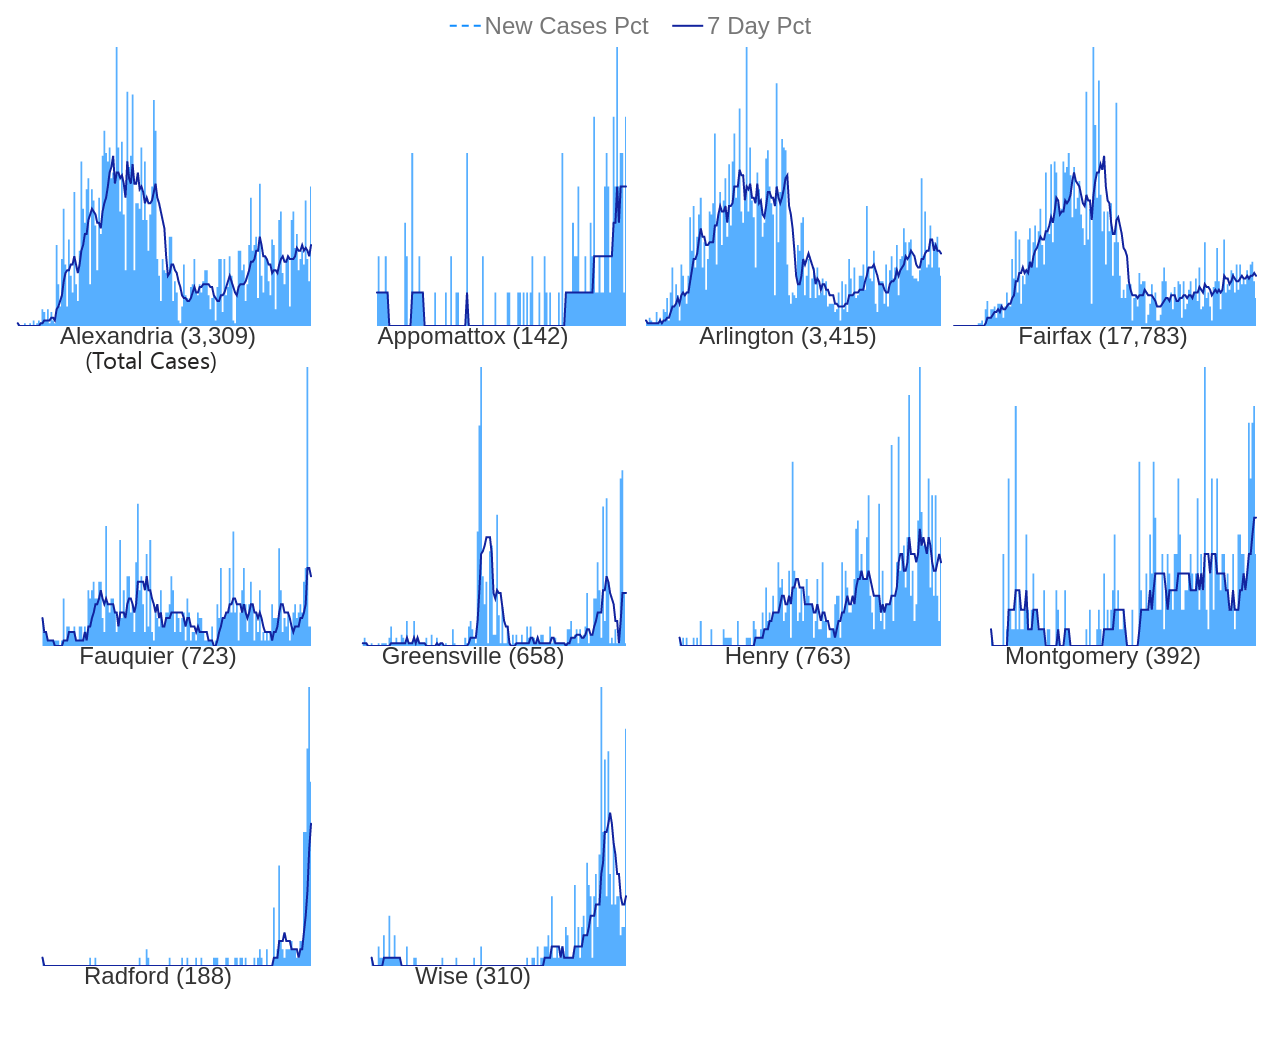 New Cases Pct 7 Day Pct
Alexandria (3,309) Appomattox (142) Arlington (3,415) Fairfax (17,783)
(Total Cases)
Fauquier (723) Greensville (658) Henry (763) Montgomery (392)
Radford (188) Wise (310)